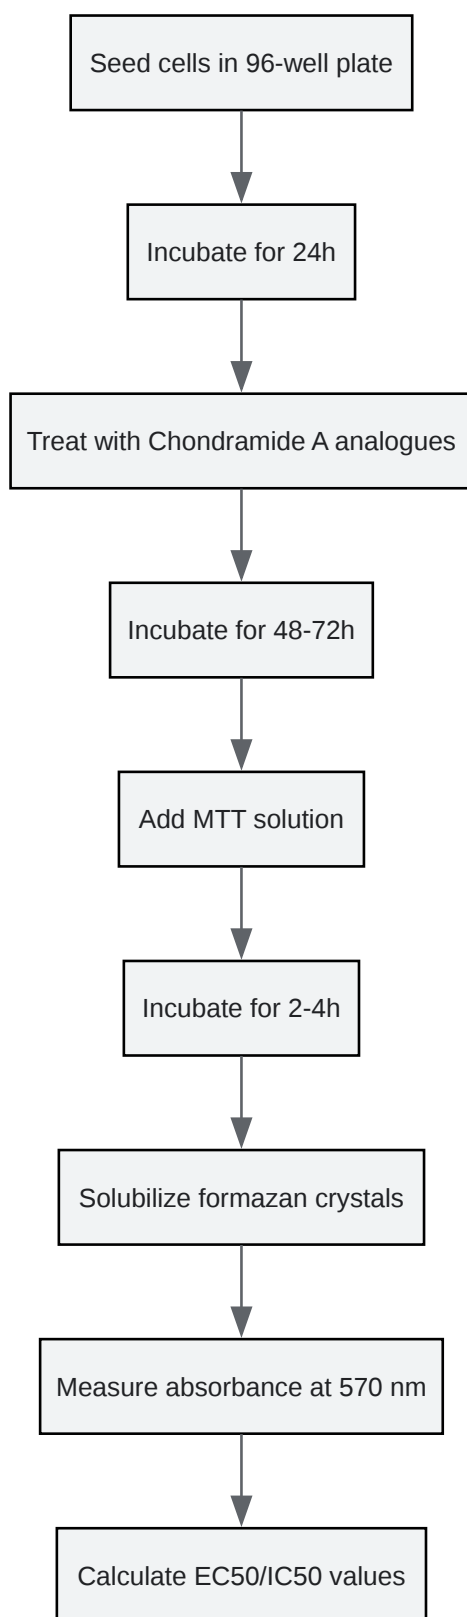 Seed cells in 96-well plate
Incubate for 24h
Treat with Chondramide A analogues
Incubate for 48-72h
Add MTT solution
Incubate for 2-4h
Solubilize formazan crystals
Measure absorbance at 570 nm
Calculate EC50/IC50 values